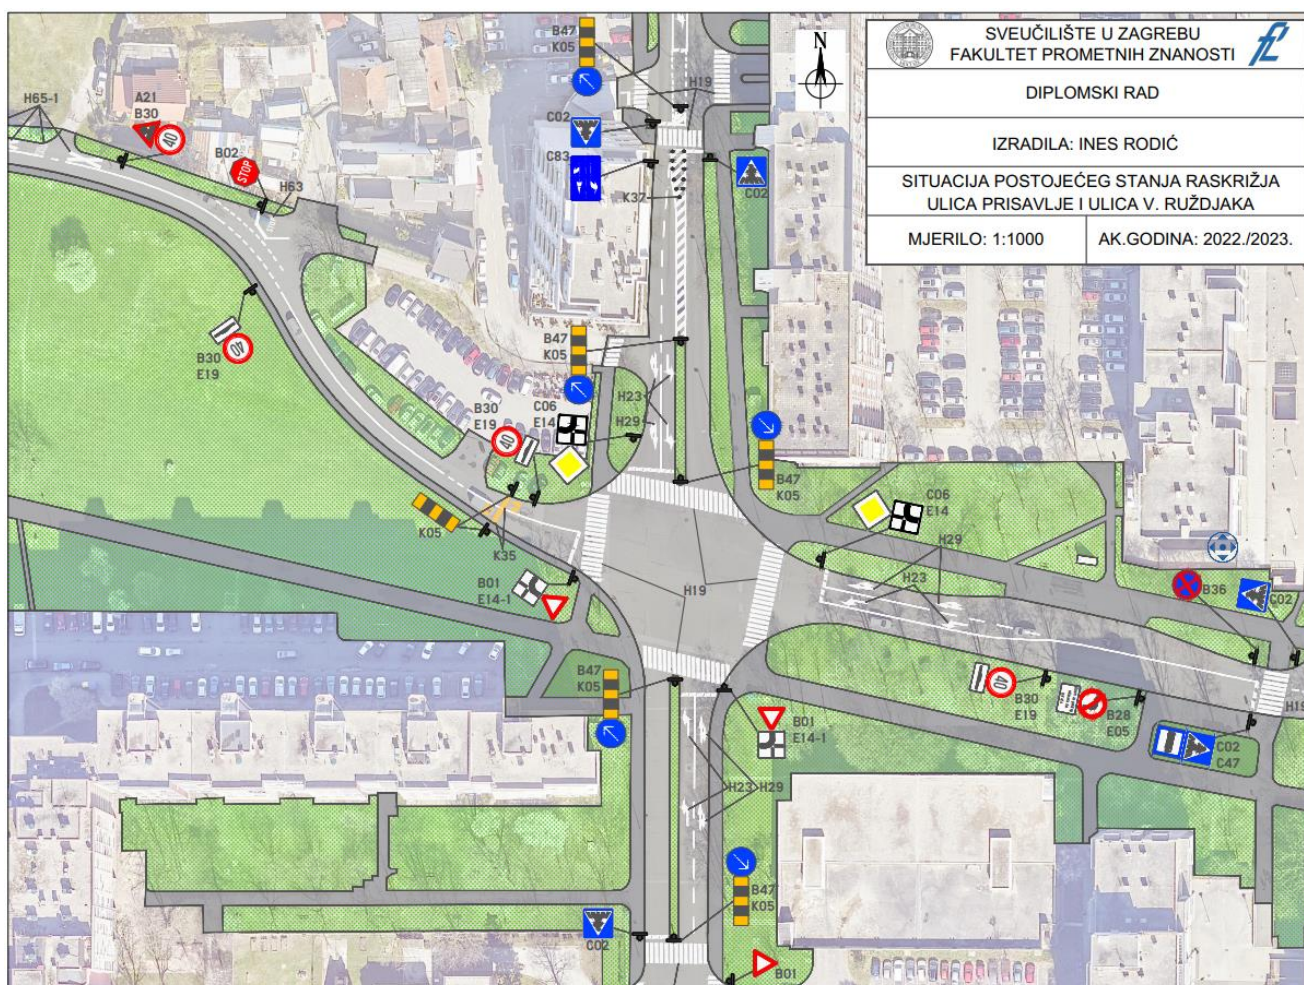 SVEUČILIŠTE U ZAGREBU
FAKULTET PROMETNIH ZNANOSTI
DIPLOMSKI RAD
IZRADILA: INES RODIĆ
SITUACIJA POSTOJEĆEG STANJA RASKRIŽJA
ULICA PRISAVLJE I ULICA V. RUŽDJAKA
MJERILO: 1:1000
AK.GODINA: 2022./2023.
N
B47
K05
H19
C02
C83
K37
C02
H65-1
A21
B30
40
B02
STOP
H63
40
B30
E19
B47
K05
H23
H29
B30
E19
40
C06
E14
B47
K05
C06
E14
H29
H23
K05
K35
B01
E14-1
H19
B36
C02
B47
K05
40
B30
E19
B28
E05
H19
C02
C47
B01
E14-1
H23
H29
B47
K05
C02
B01